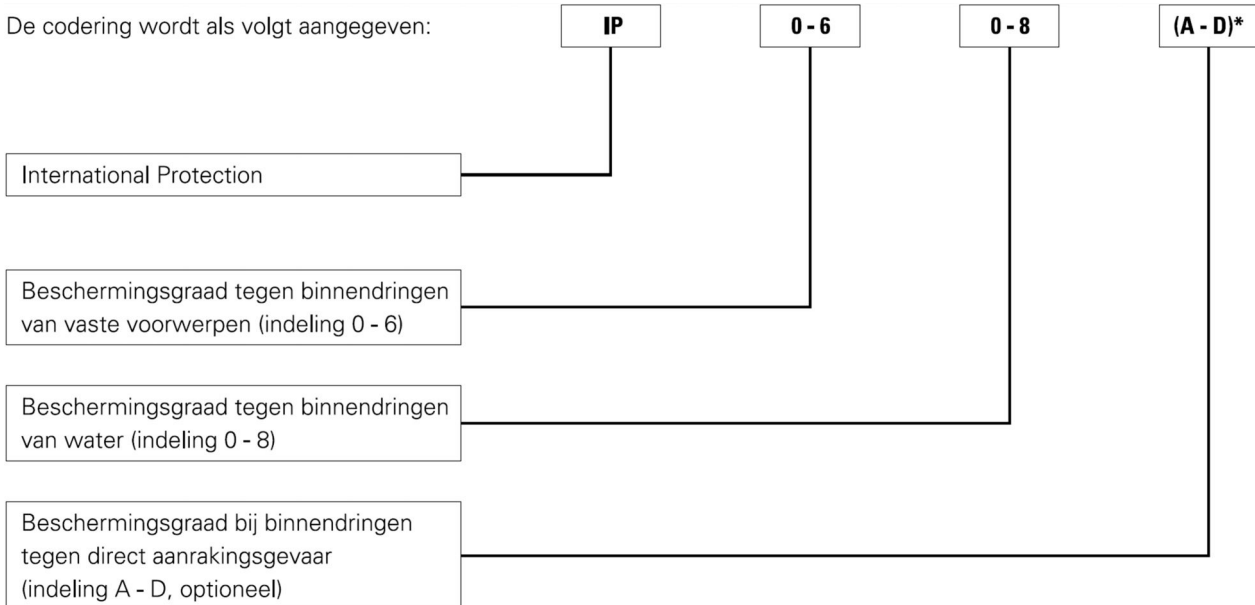 De codering wordt als volgt aangegeven:
IP
0 - 6
0 - 8
(A - D)*
International Protection
Beschermingsgraad tegen binnendringen
van vaste voorwerpen (indeling 0 - 6)
Beschermingsgraad tegen binnendringen
van water (indeling 0 - 8)
Beschermingsgraad bij binnendringen
tegen direct aanrakingsgevaar
(indeling A - D, optioneel)